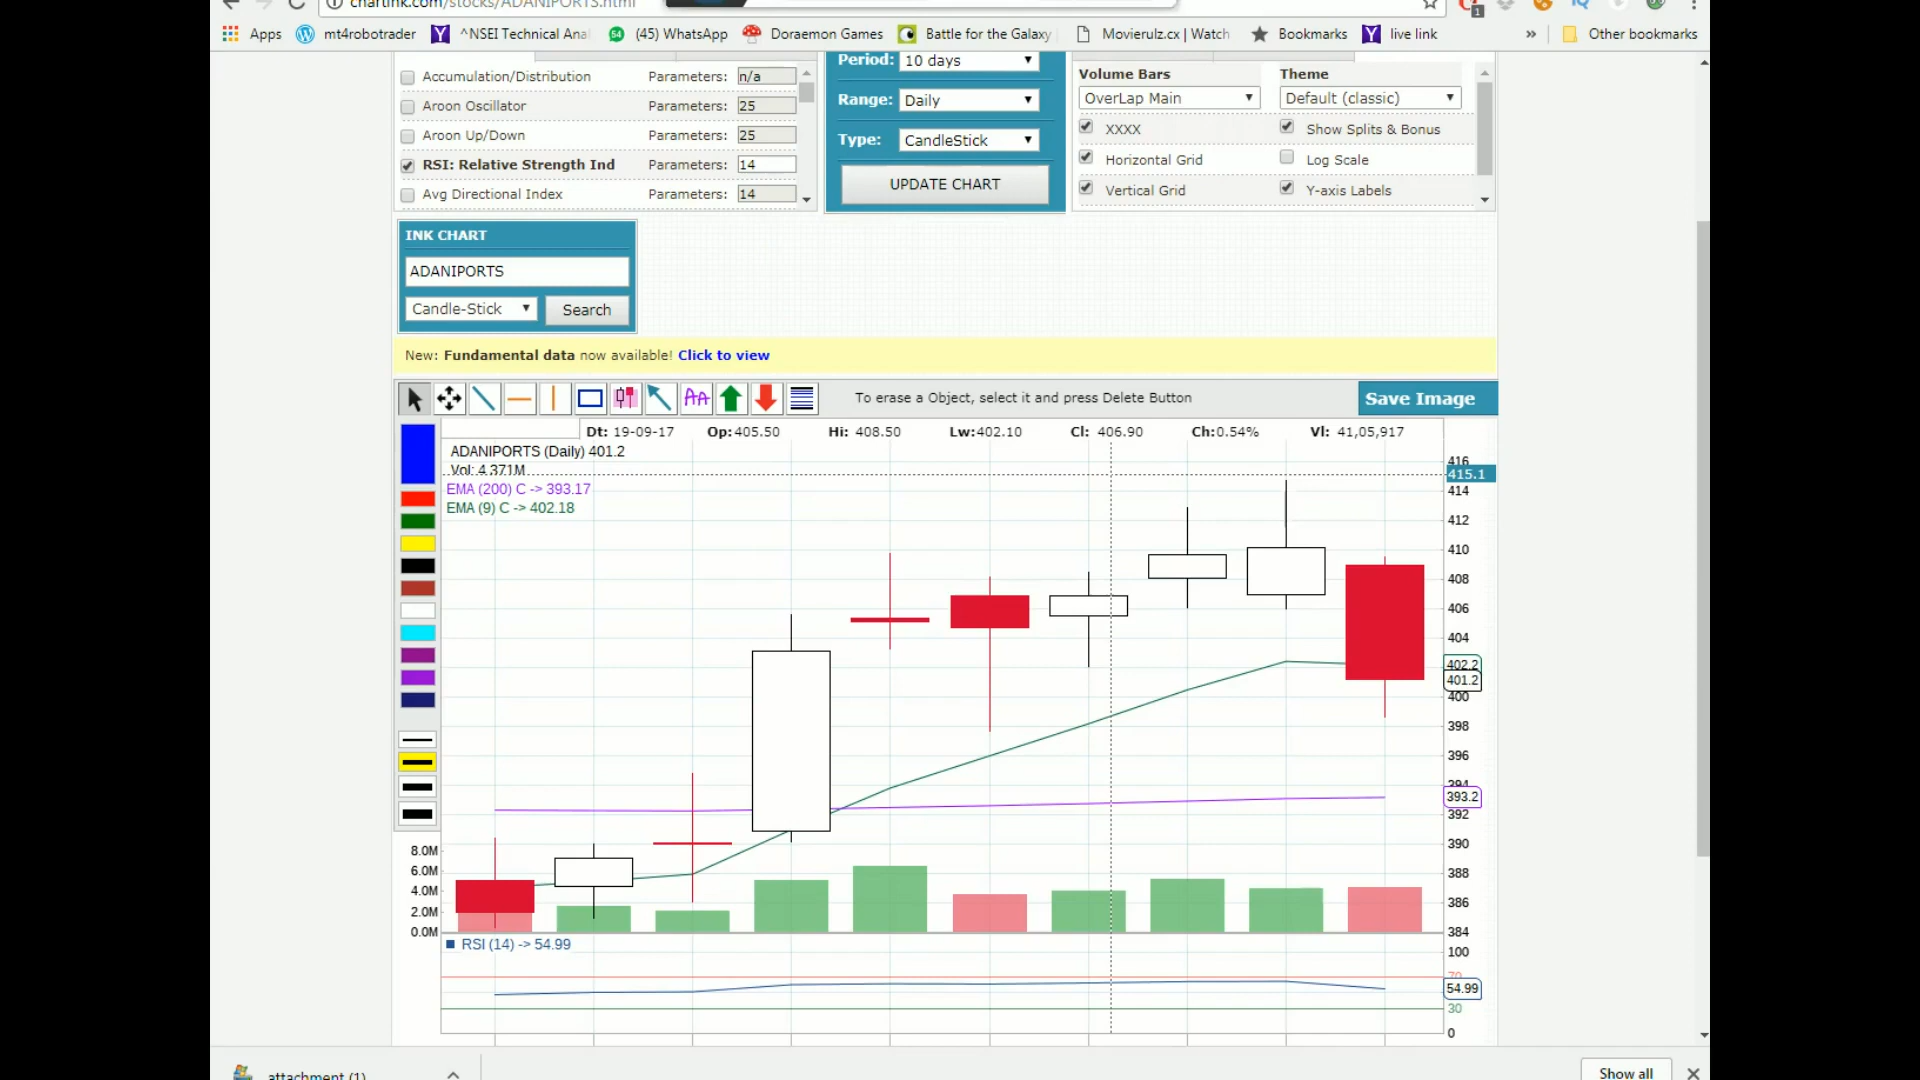 chartink.com/stocks/ADANIPORTS.html
Apps mt4robotrader ^NSEI Technical Ana (45) WhatsApp Doraemon Games Battle for the Galaxy Movierulz.cx | Watch Bookmarks live link » Other bookmarks
Accumulation/Distribution Parameters: n/a
Aroon Oscillator Parameters: 25
Aroon Up/Down Parameters: 25
RSI: Relative Strength Ind Parameters: 14
Avg Directional Index Parameters: 14
Period: 10 days
Range: Daily
Type: CandleStick
UPDATE CHART
Volume Bars Theme
OverLap Main Default (classic)
XXXX Show Splits & Bonus
Horizontal Grid Log Scale
Vertical Grid Y-axis Labels
INK CHART
ADANIPORTS
Candle-Stick Search
New: Fundamental data now available! Click to view
AA To erase a Object, select it and press Delete Button Save Image
Dt: 19-09-17 Op:405.50 Hi: 408.50 Lw:402.10 Cl: 406.90 Ch:0.54% Vl: 41,05,917
ADANIPORTS (Daily) 401.2
Vol: 4.371M
EMA (200) C -> 393.17
EMA (9) C -> 402.18
416
415.1
414
412
410
408
406
404
402.2
401.2
400
398
396
394
393.2
392
390
388
386
384
8.0M
6.0M
4.0M
2.0M
0.0M
RSI (14) -> 54.99
100
70
54.99
30
0
attachment (1)
Show all